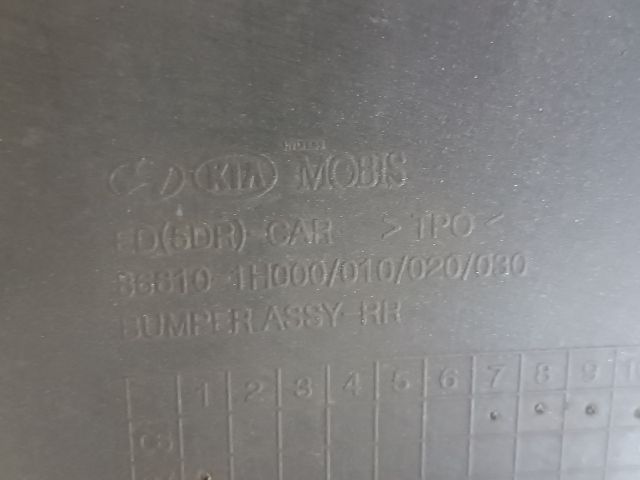 KIA MOBIS
ED(5DR) CAR >TPO<
86610-1H000/010/020/030
BUMPER ASSY-RR
1 2 3 4 5 6 7 8 9